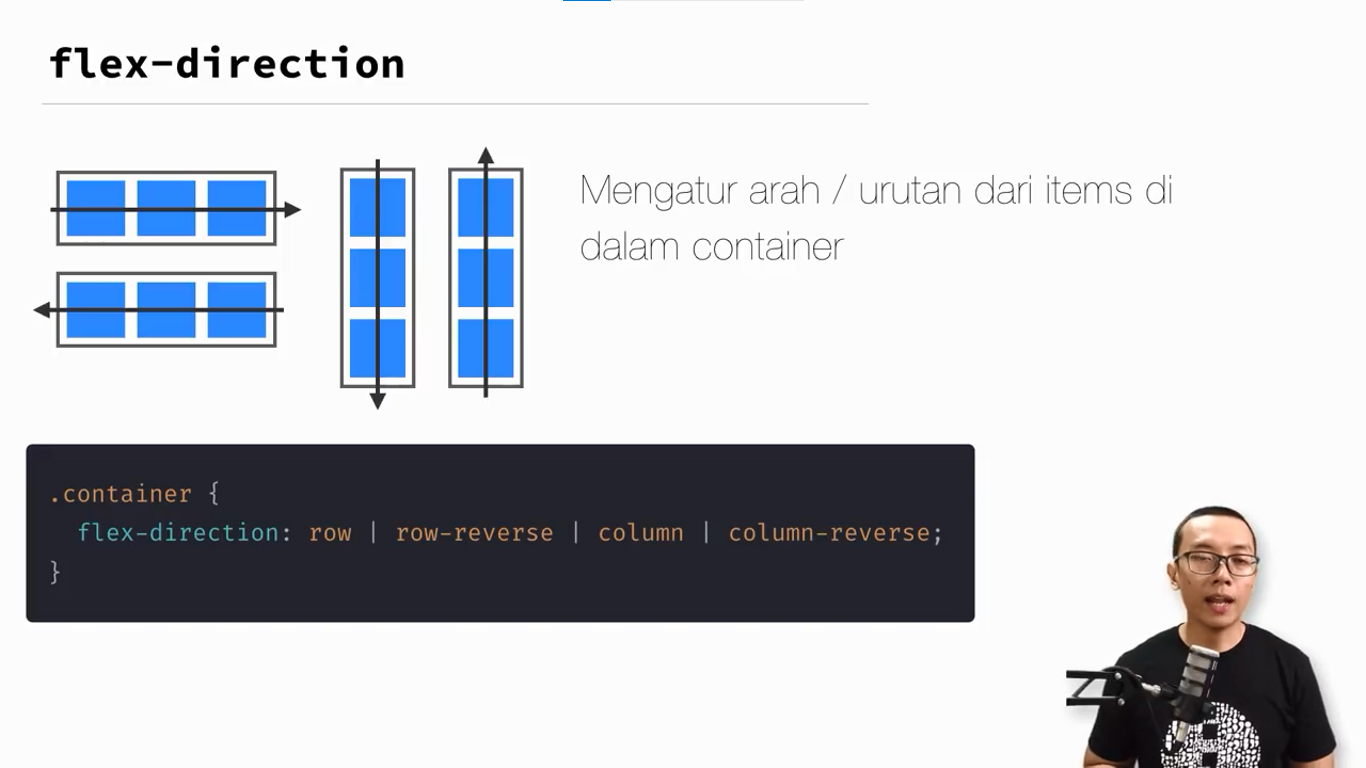 flex-direction
Mengatur arah / urutan dari items di
dalam container
.container {
  flex-direction: row | row-reverse | column | column-reverse;
}